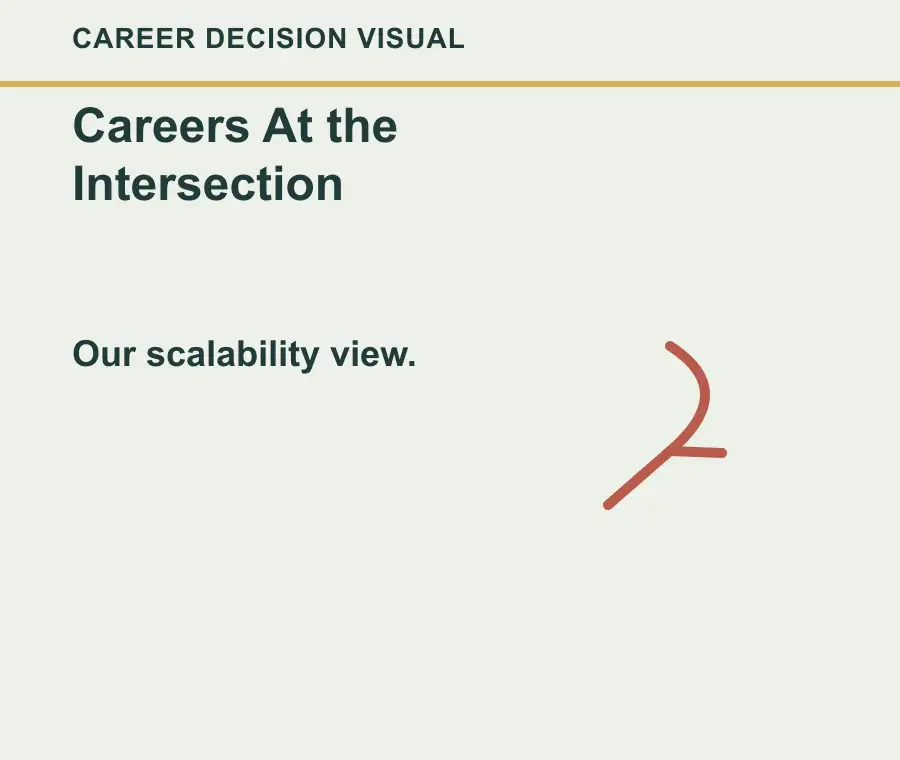 CAREER DECISION VISUAL
Careers At the
Intersection
Our scalability view.